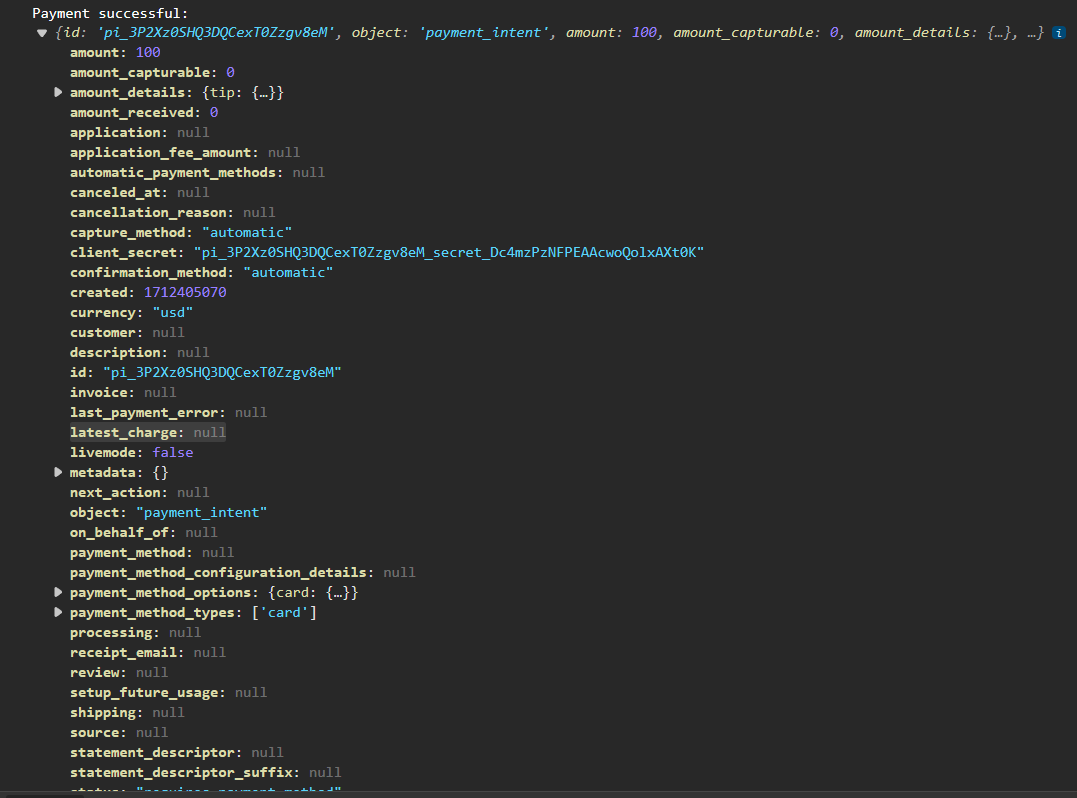 Payment successful:
{id: 'pi_3P2Xz0SHQ3DQCexT0Zzgv8eM', object: 'payment_intent', amount: 100, amount_capturable: 0, amount_details: {…}, …} i
amount: 100
amount_capturable: 0
amount_details: {tip: {…}}
amount_received: 0
application: null
application_fee_amount: null
automatic_payment_methods: null
canceled_at: null
cancellation_reason: null
capture_method: "automatic"
client_secret: "pi_3P2Xz0SHQ3DQCexT0Zzgv8eM_secret_Dc4mzPzNFPEAAcwoQolxAXt0K"
confirmation_method: "automatic"
created: 1712405070
currency: "usd"
customer: null
description: null
id: "pi_3P2Xz0SHQ3DQCexT0Zzgv8eM"
invoice: null
last_payment_error: null
latest_charge: null
livemode: false
metadata: {}
next_action: null
object: "payment_intent"
on_behalf_of: null
payment_method: null
payment_method_configuration_details: null
payment_method_options: {card: {…}}
payment_method_types: ['card']
processing: null
receipt_email: null
review: null
setup_future_usage: null
shipping: null
source: null
statement_descriptor: null
statement_descriptor_suffix: null
status: "requires_payment_method"